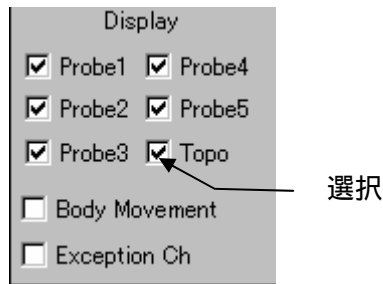 Display
Probe1 Probe4
Probe2 Probe5
Probe3 Topo
選択
Body Movement
Exception Ch